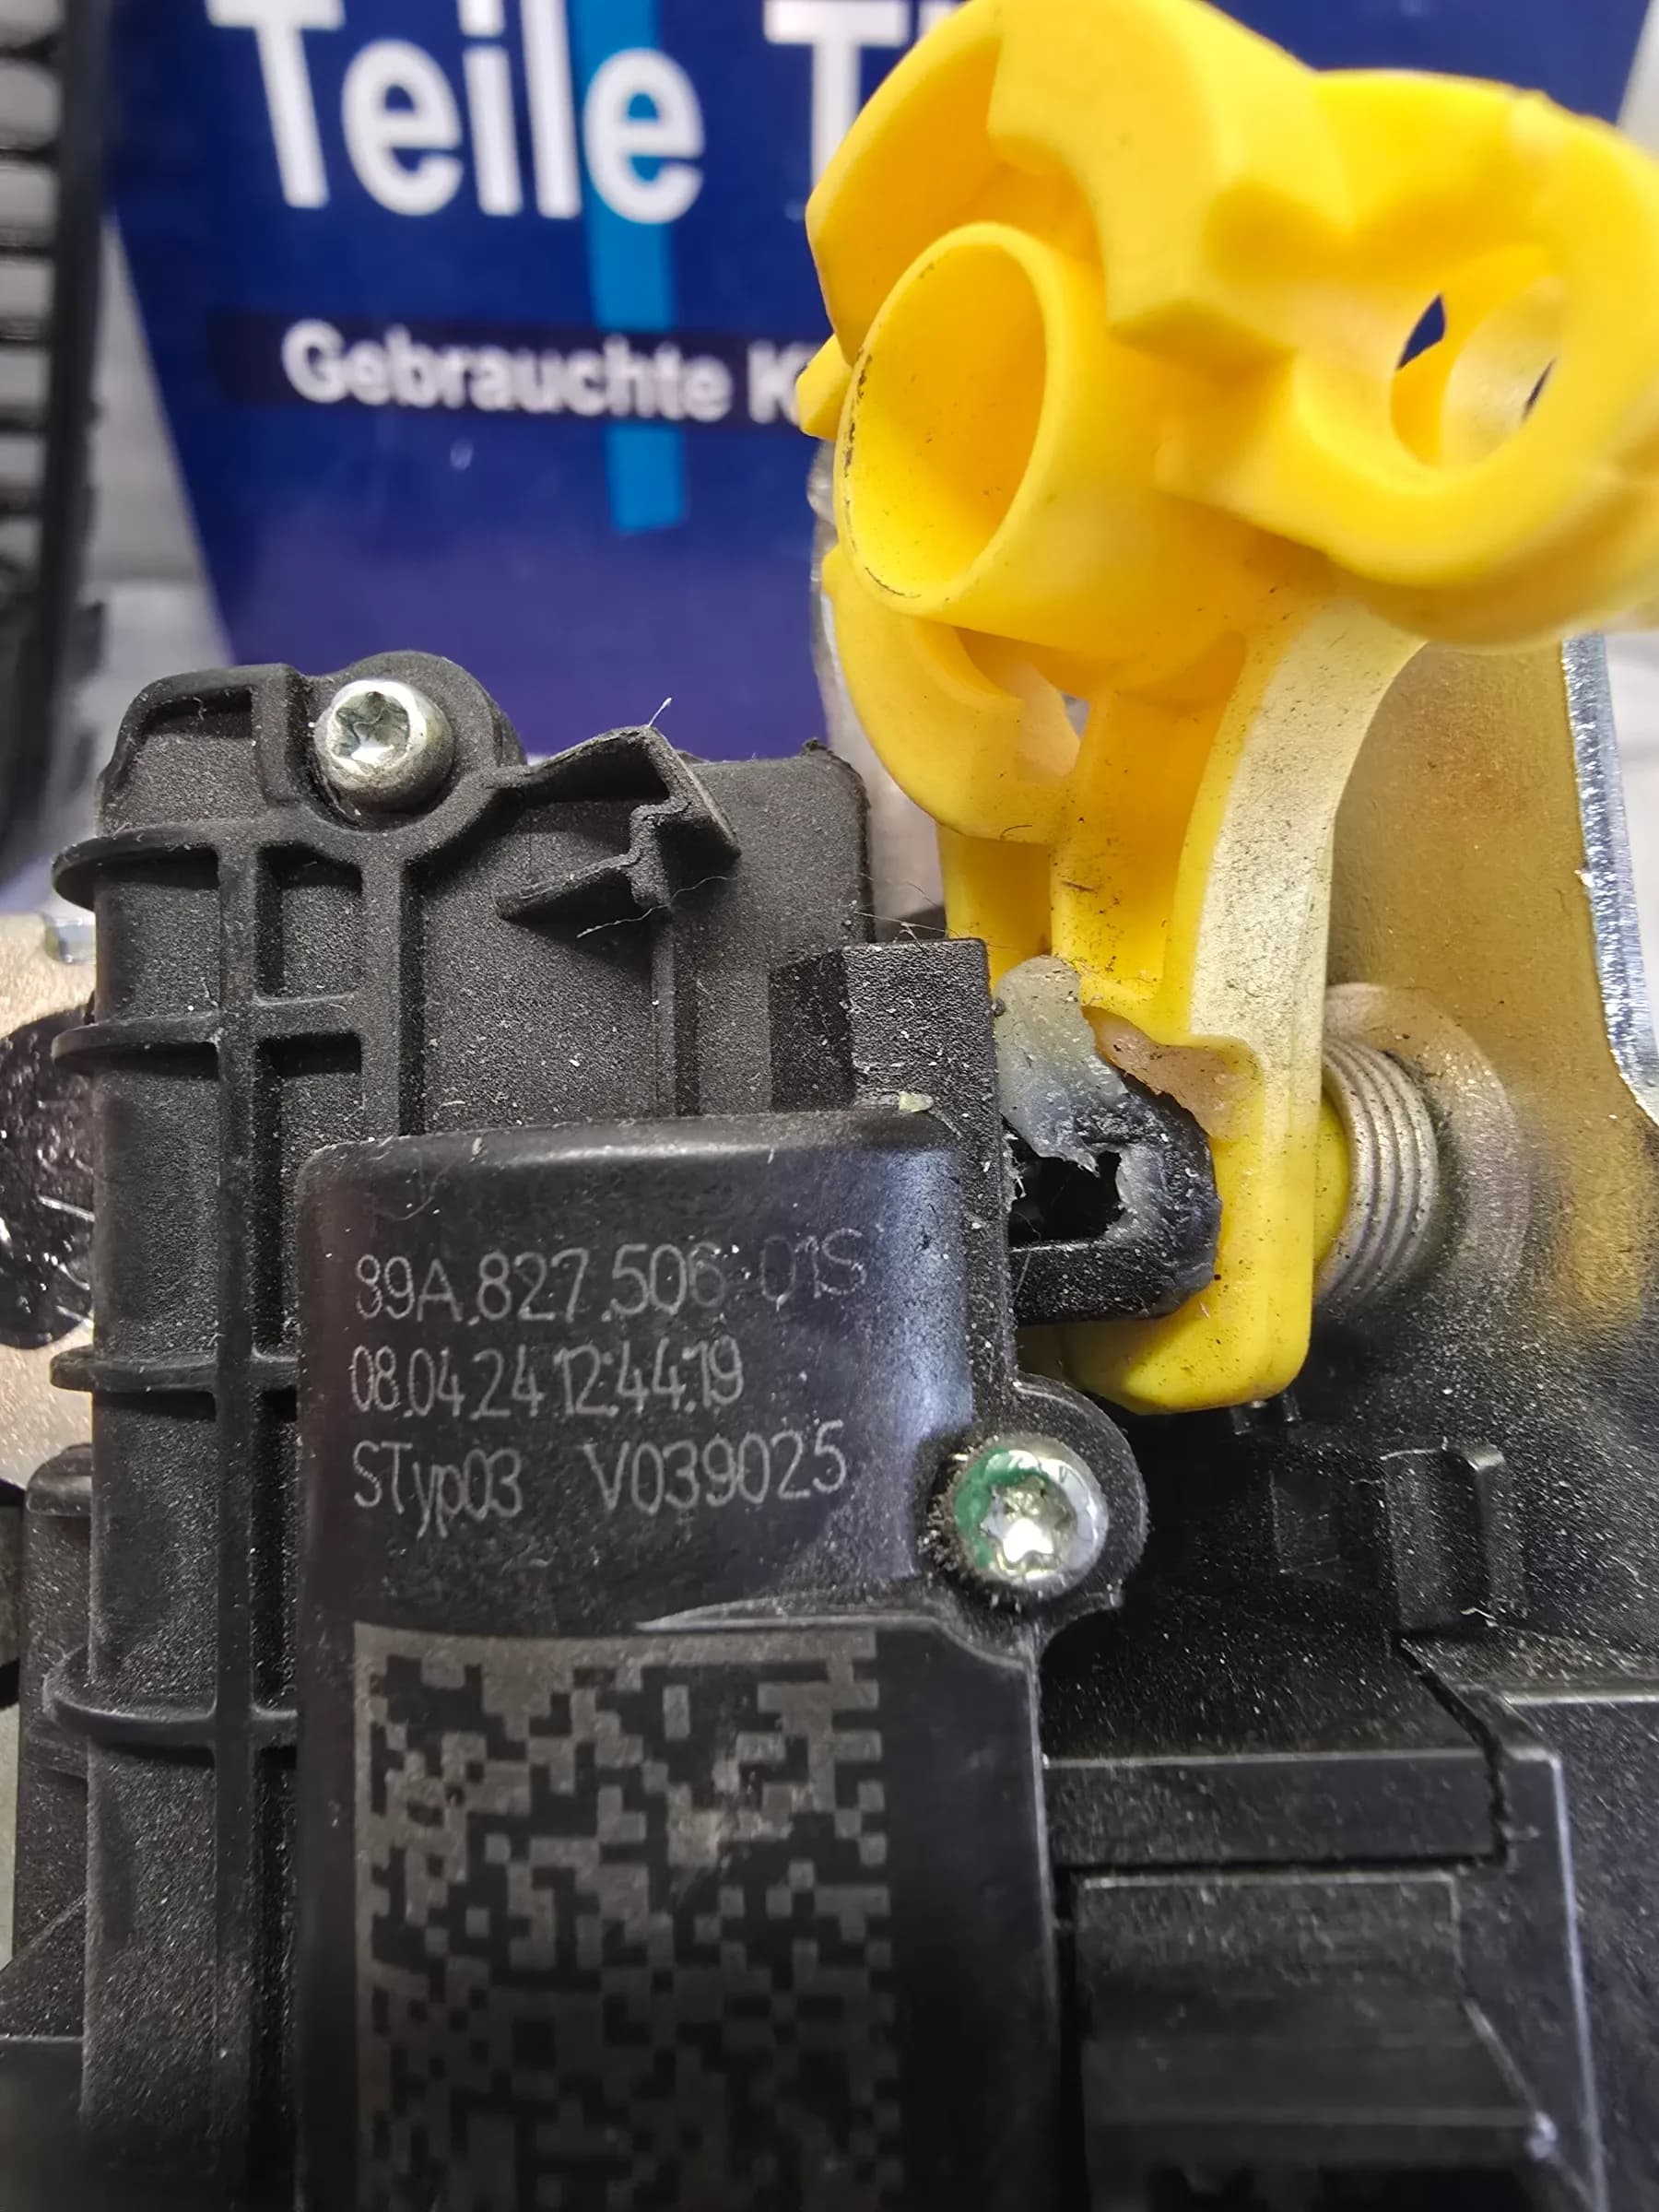 Teile
Gebrauchte
89A.827.506 01S
08.04.24 12:44:19
STyp03 V039025